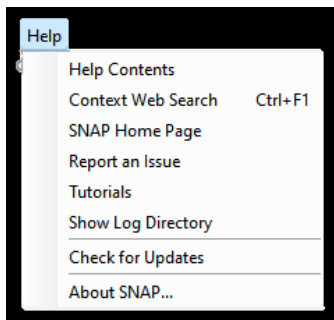 Help
Help Contents
Context Web Search Ctrl+F1
SNAP Home Page
Report an Issue
Tutorials
Show Log Directory
Check for Updates
About SNAP...